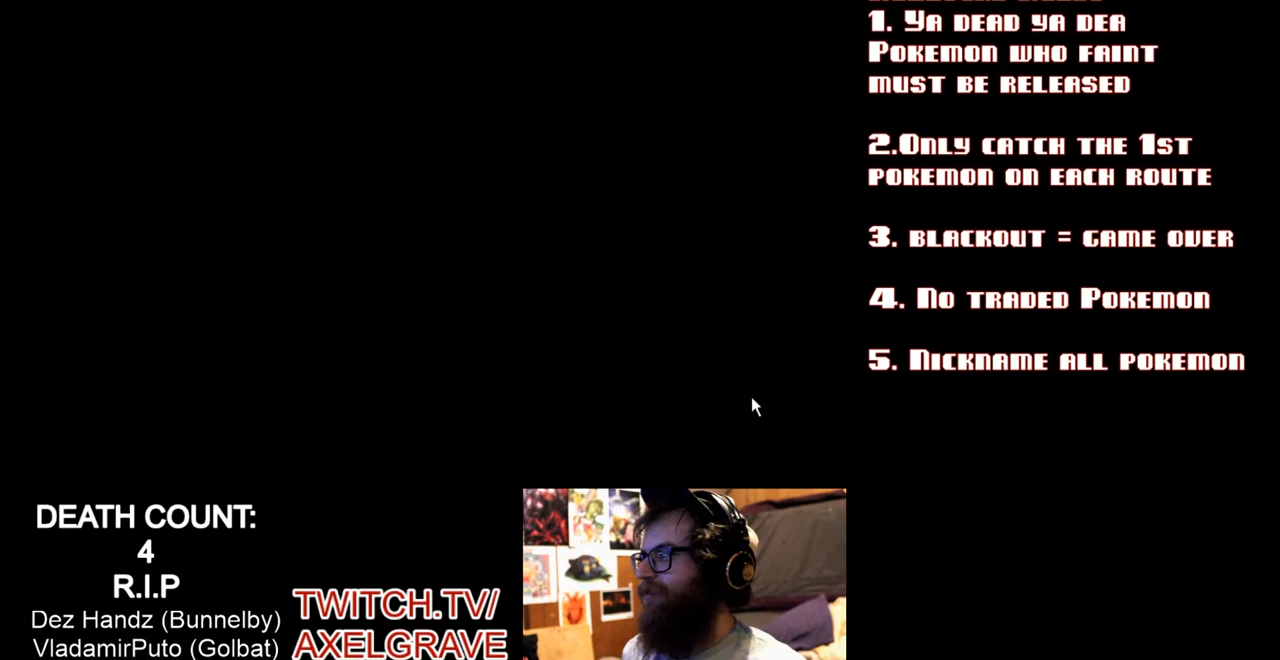 1. Ya dead ya dea
Pokemon who faint
must be released
2.Only catch the 1st
pokemon on each route
3. blackout = game over
4. No traded Pokemon
5. Nickname all pokemon
DEATH COUNT:
4
R.I.P
Dez Handz (Bunnelby)
VladamirPuto (Golbat)
TWITCH.TV/
AXELGRAVE